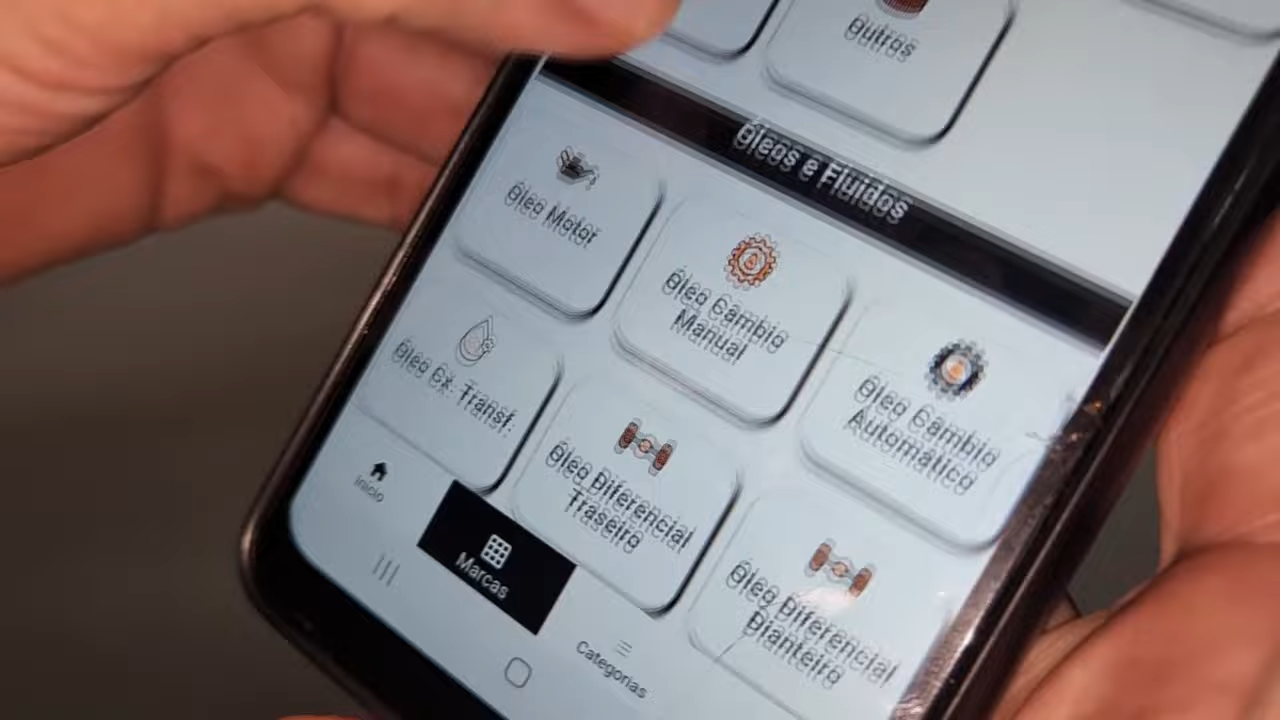 Outros
Óleos e Fluidos
Óleo Motor
Óleo Câmbio
Manual
Óleo Câmbio
Automático
Óleo Cx. Transf.
Óleo Diferencial
Traseiro
Óleo Diferencial
Dianteiro
Início
Marcas
Categorias